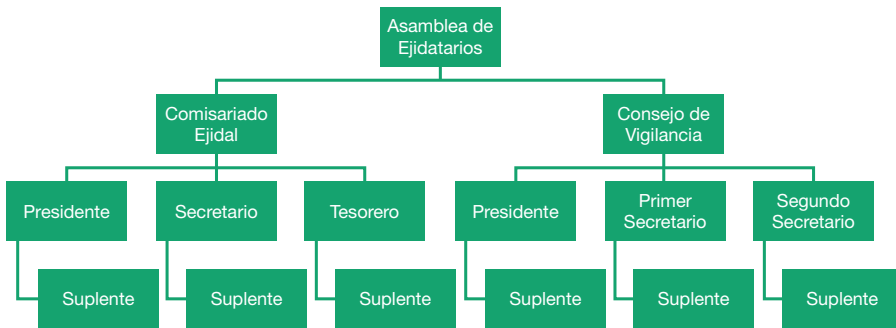 Asamblea de
Ejidatarios
Comisariado
Ejidal
Consejo de
Vigilancia
Presidente
Secretario
Tesorero
Presidente
Primer
Secretario
Segundo
Secretario
Suplente
Suplente
Suplente
Suplente
Suplente
Suplente